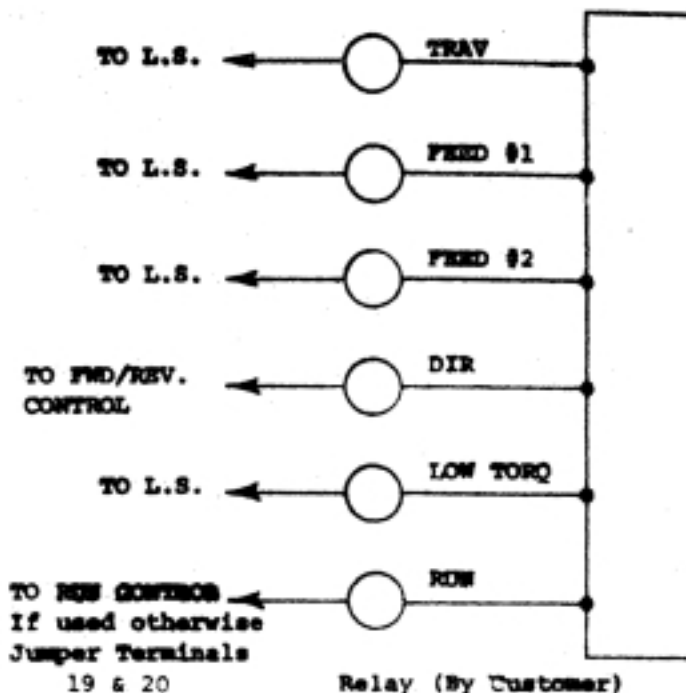 TO L.S. TRAV
TO L.S. FEED #1
TO L.S. FEED #2
TO FWD/REV. DIR
CONTROL
TO L.S. LOW TORQ
TO RUN CONTROL RUN
If used otherwise
Jumper Terminals
19 & 20 Relay (By Customer)